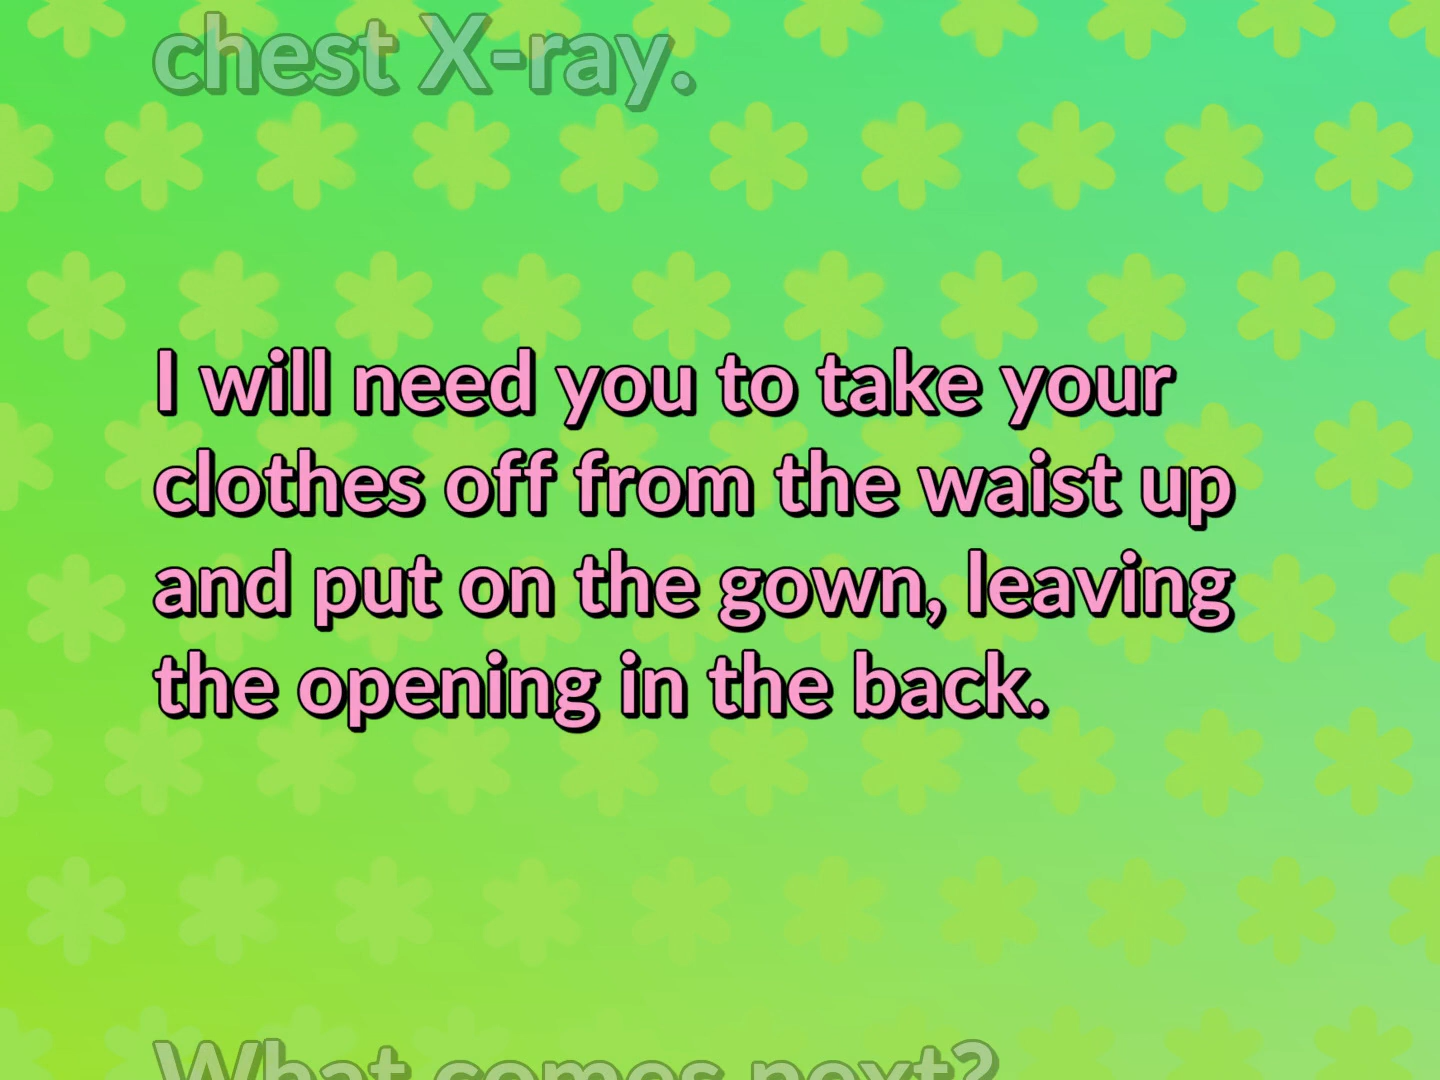 chest X-ray.
I will need you to take your
clothes off from the waist up
and put on the gown, leaving
the opening in the back.
What comes next?